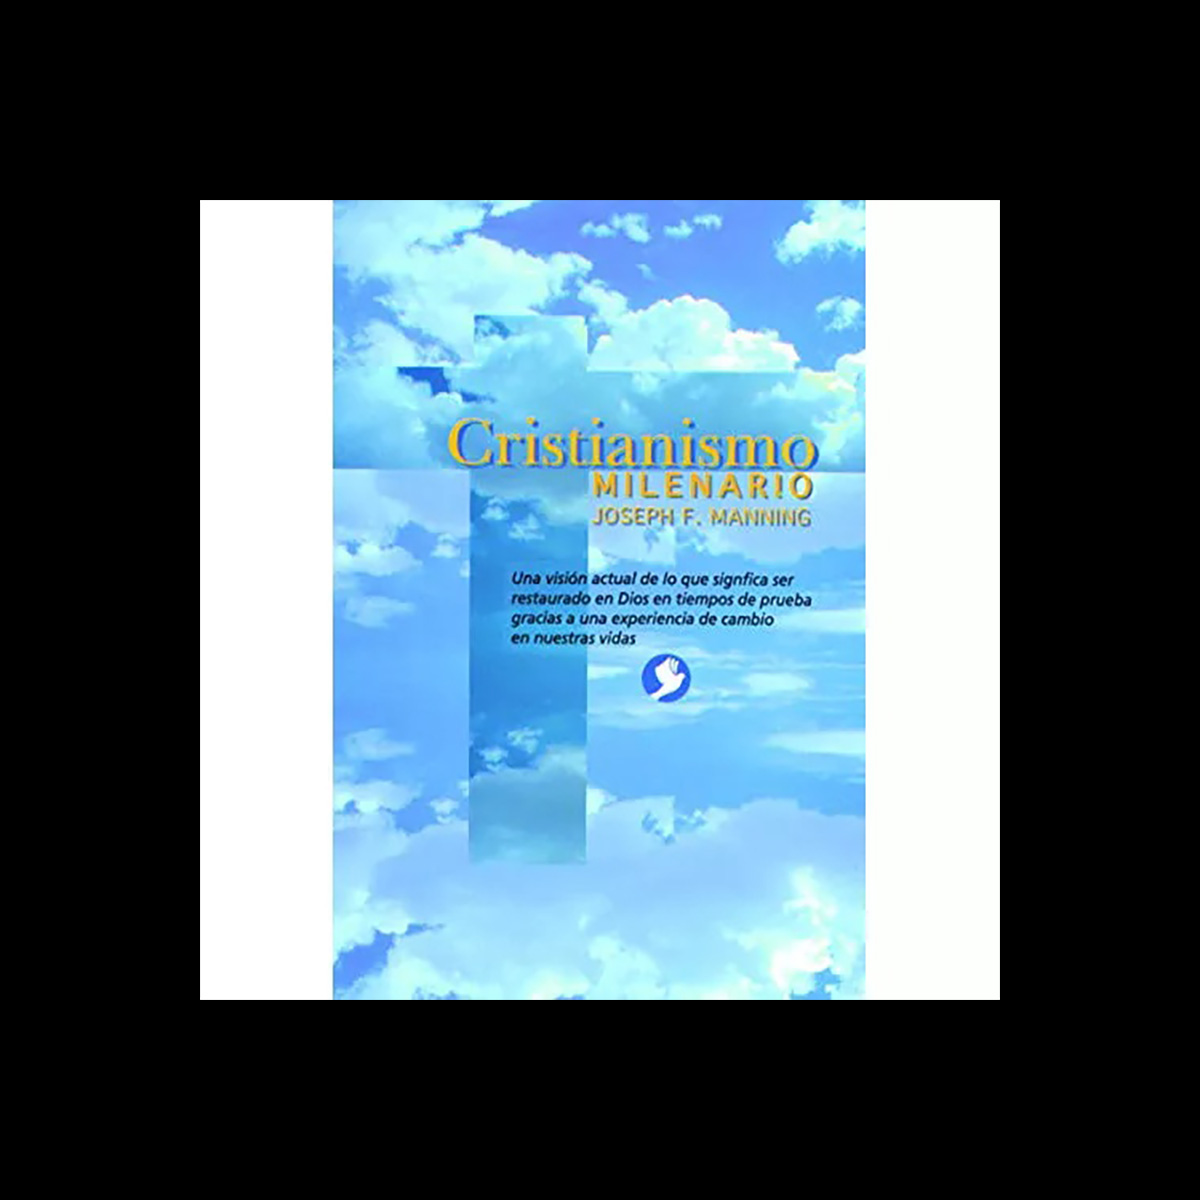 Cristianismo
MILENARIO
JOSEPH F. MANNING
Una visión actual de lo que signfica ser
restaurado en Dios en tiempos de prueba
gracias a una experiencia de cambio
en nuestras vidas